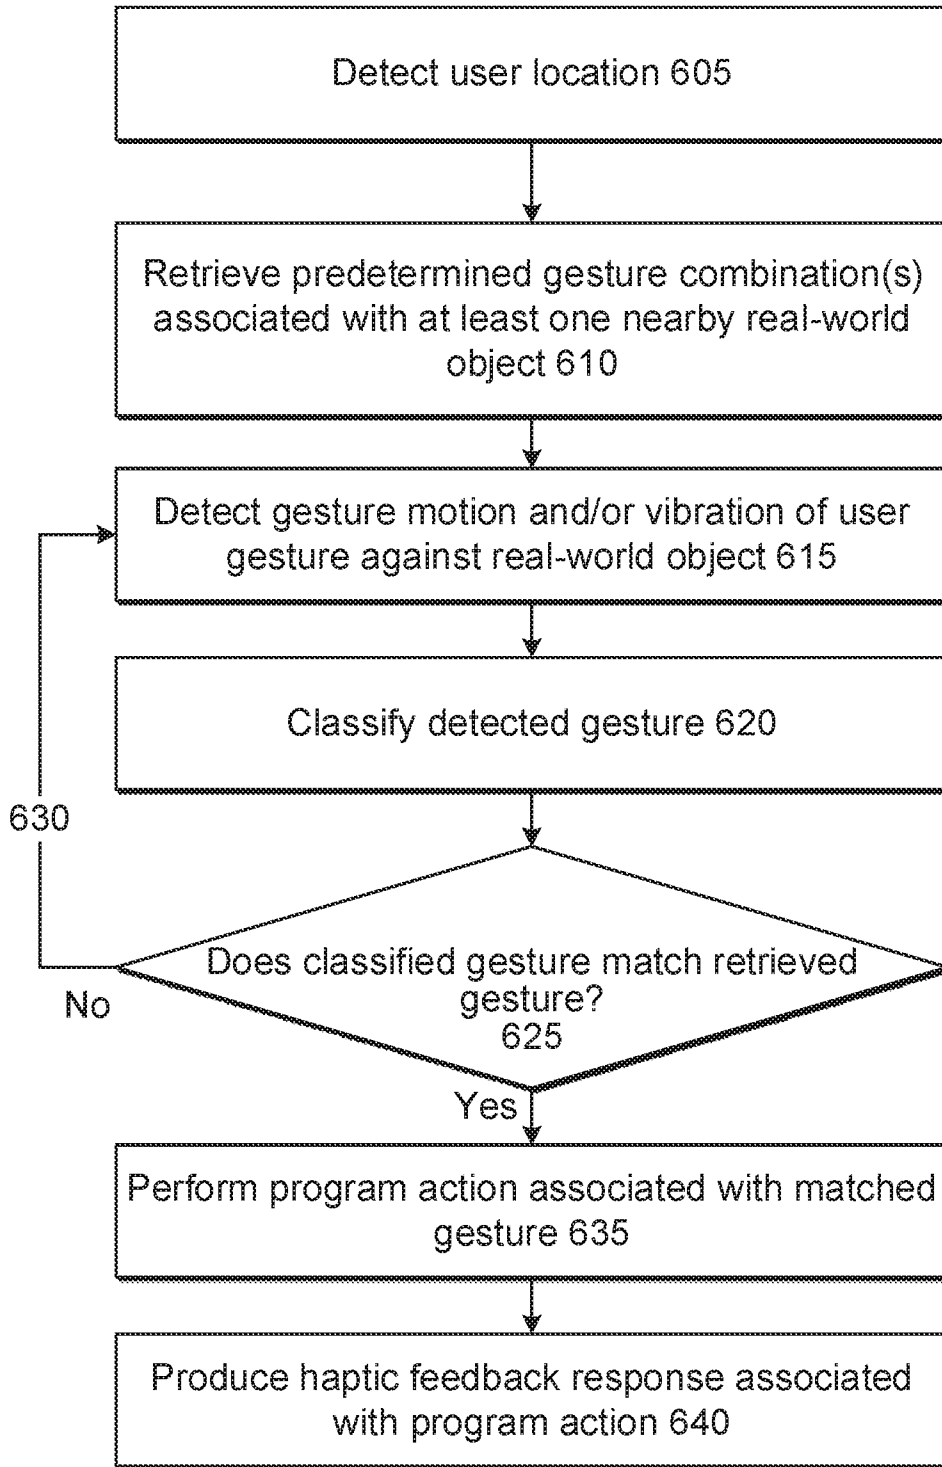 Detect user location 605
Retrieve predetermined gesture combination(s)
associated with at least one nearby real-world
object 610
Detect gesture motion and/or vibration of user
gesture against real-world object 615
Classify detected gesture 620
630
Does classified gesture match retrieved
gesture?
625
No
Yes
Perform program action associated with matched
gesture 635
Produce haptic feedback response associated
with program action 640